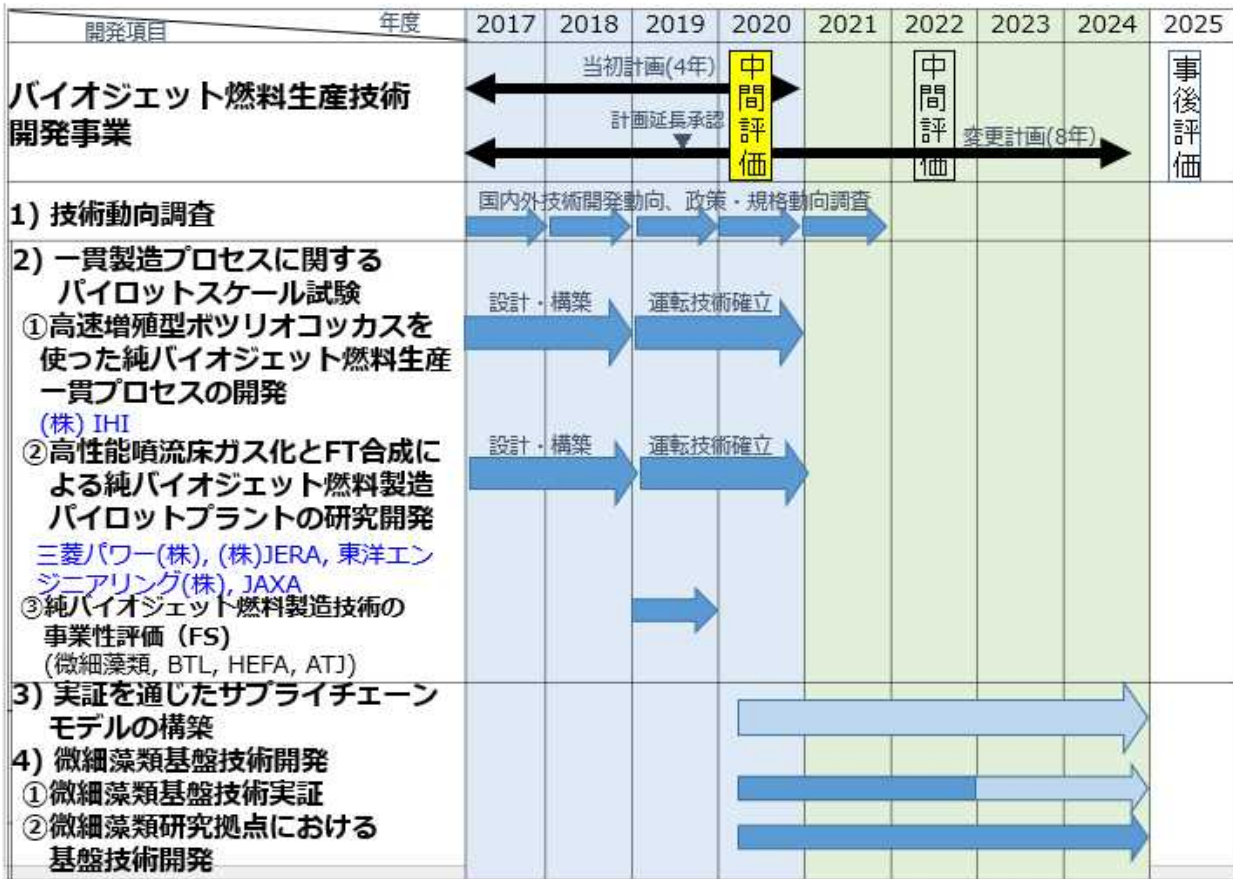 年度
開発項目
2017 2018 2019 2020 2021 2022 2023 2024 2025
バイオジェット燃料生産技術
開発事業
当初計画(4年)
計画延長承認
変更計画(8年)
中間評価
中間評価
事後評価
1) 技術動向調査
国内外技術開発動向、政策・規格動向調査
2) 一貫製造プロセスに関する
パイロットスケール試験
①高速増殖型ボツリオコッカスを
使った純バイオジェット燃料生産
一貫プロセスの開発
(株) IHI
設計・構築
運転技術確立
②高性能噴流床ガス化とFT合成に
よる純バイオジェット燃料製造
パイロットプラントの研究開発
三菱パワー(株), (株)JERA, 東洋エン
ジニアリング(株), JAXA
設計・構築
運転技術確立
③純バイオジェット燃料製造技術の
事業性評価（FS)
(微細藻類, BTL, HEFA, ATJ)
3) 実証を通じたサプライチェーン
モデルの構築
4) 微細藻類基盤技術開発
①微細藻類基盤技術実証
②微細藻類研究拠点における
基盤技術開発